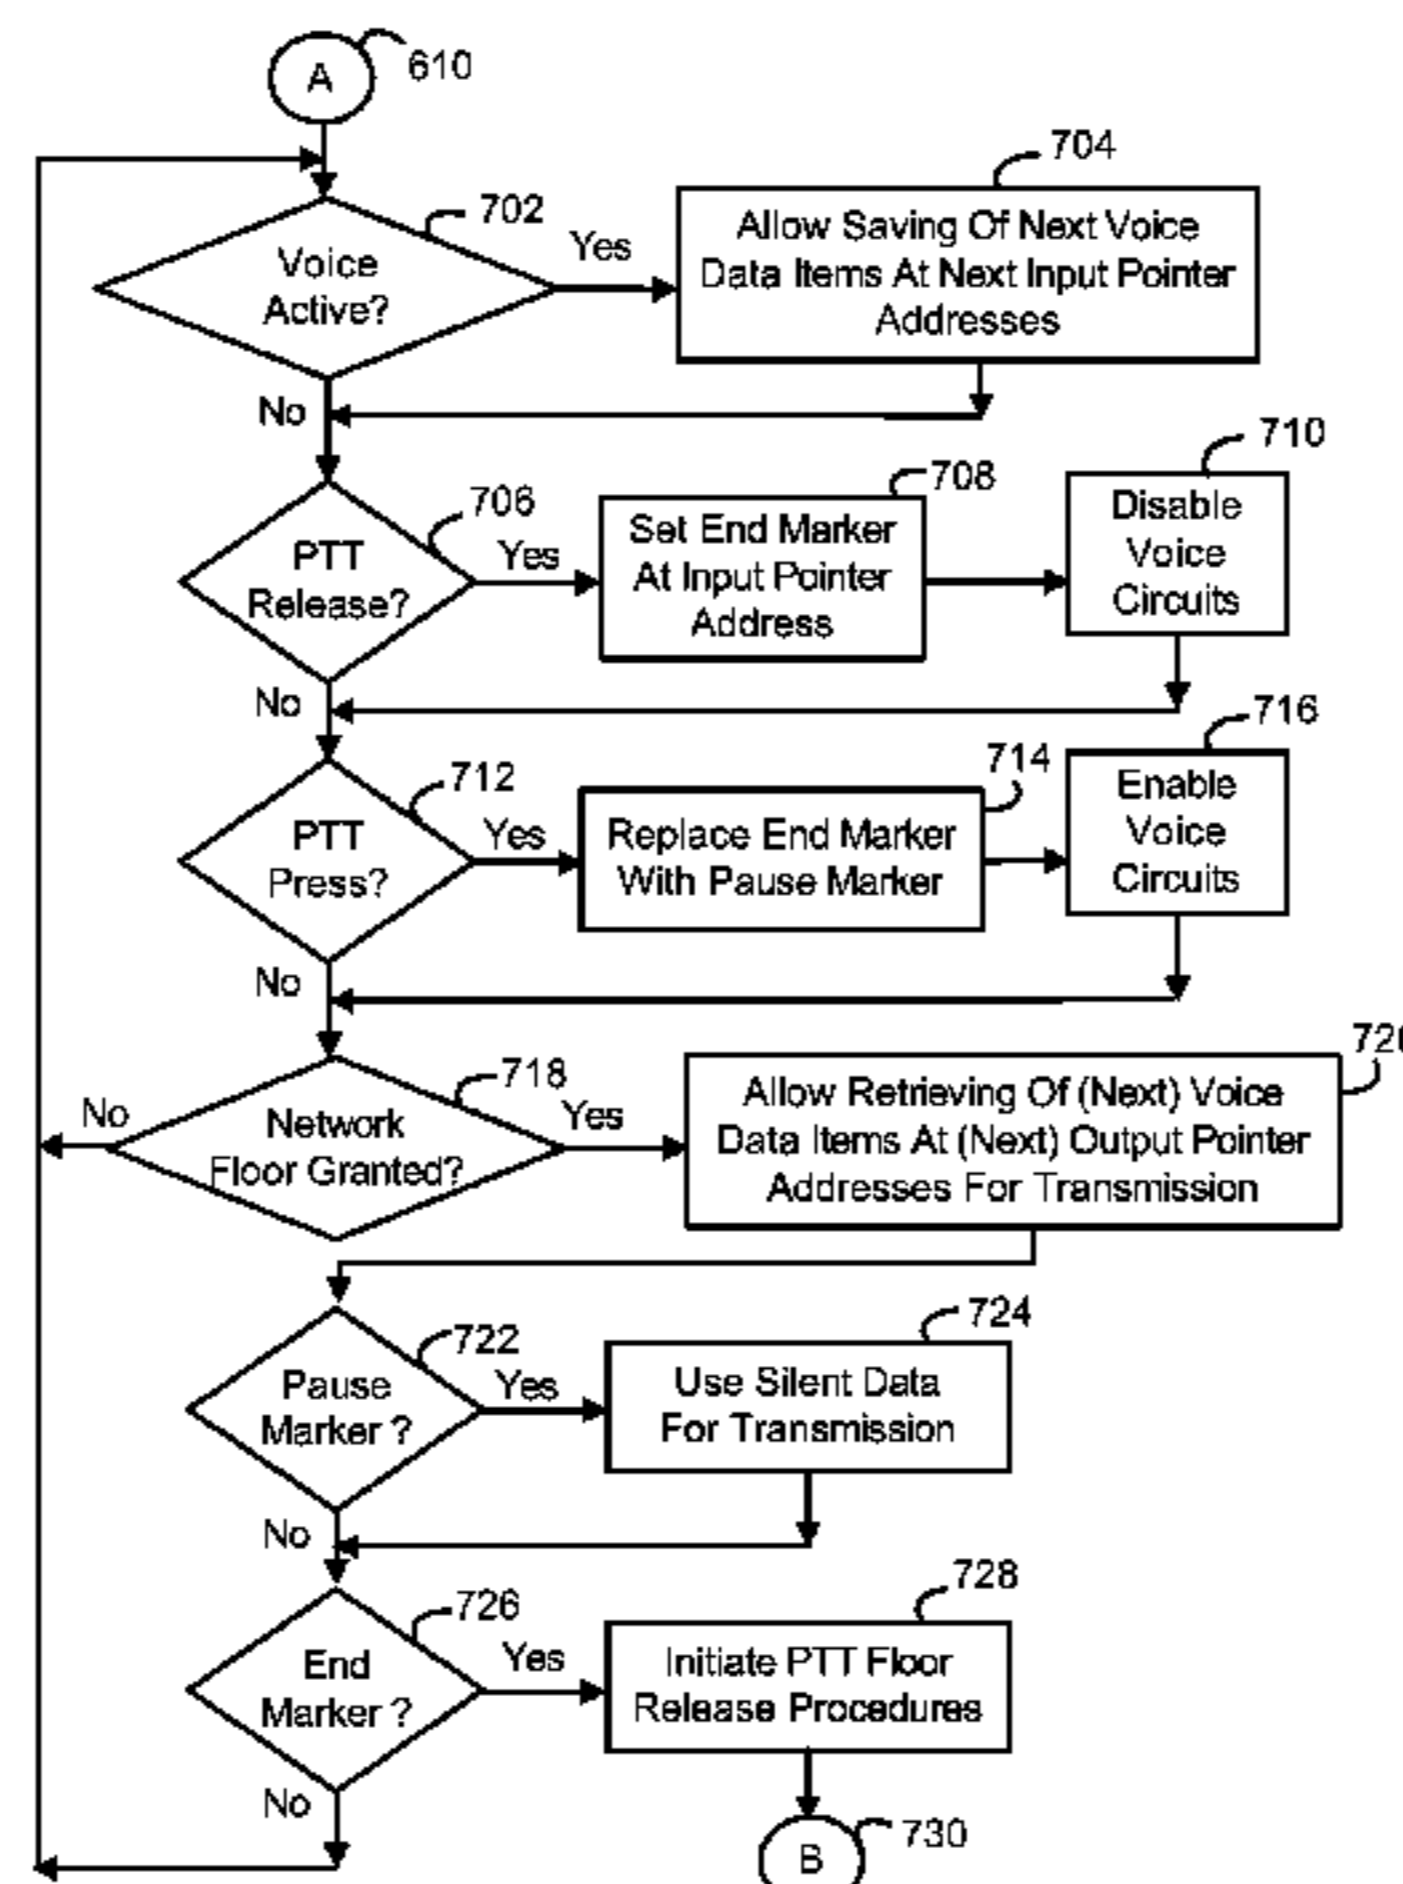 A
610
702
Voice
Active?
Yes
704
Allow Saving Of Next Voice
Data Items At Next Input Pointer
Addresses
No
706
PTT
Release?
Yes
708
Set End Marker
At Input Pointer
Address
710
Disable
Voice
Circuits
No
712
PTT
Press?
Yes
714
Replace End Marker
With Pause Marker
716
Enable
Voice
Circuits
No
718
Network
Floor Granted?
No
Yes
720
Allow Retrieving Of (Next) Voice
Data Items At (Next) Output Pointer
Addresses For Transmission
722
Pause
Marker ?
Yes
724
Use Silent Data
For Transmission
No
726
End
Marker ?
Yes
728
Initiate PTT Floor
Release Procedures
No
B
730